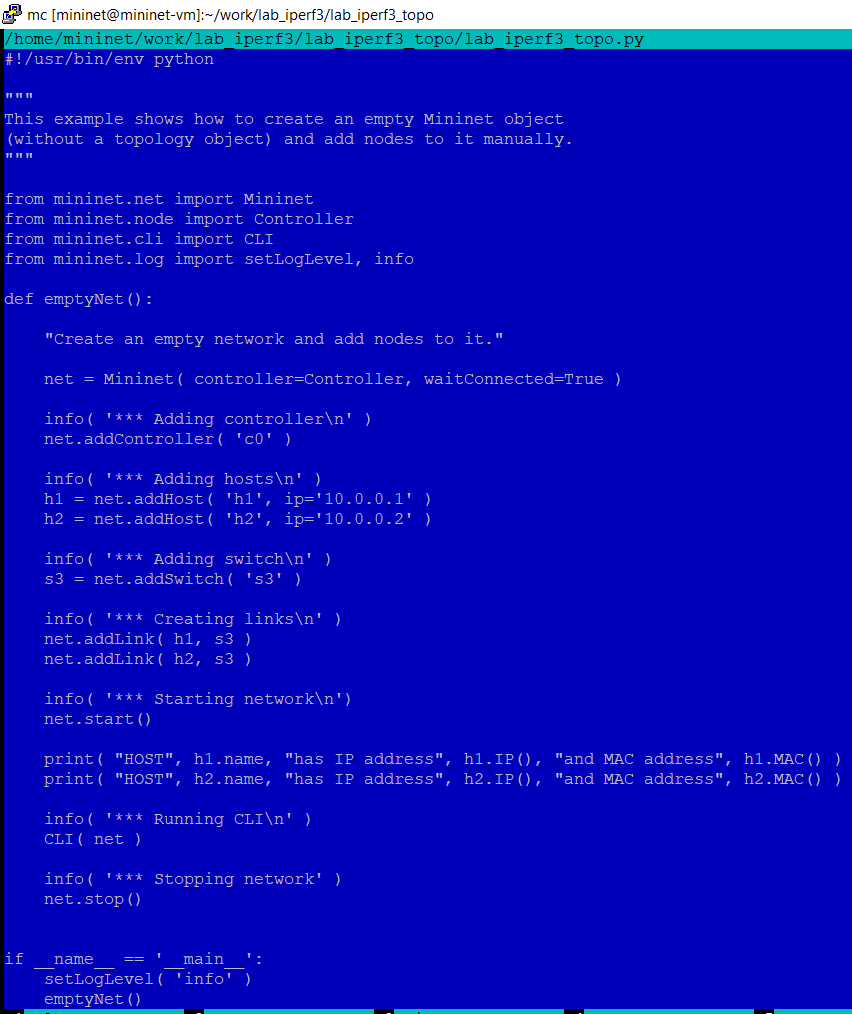 mc [mininet@mininet-vm]:~/work/lab_iperf3/lab_iperf3_topo
/home/mininet/work/lab_iperf3/lab_iperf3_topo/lab_iperf3_topo.py
#!/usr/bin/env python
"""
This example shows how to create an empty Mininet object
(without a topology object) and add nodes to it manually.
"""
from mininet.net import Mininet
from mininet.node import Controller
from mininet.cli import CLI
from mininet.log import setLogLevel, info
def emptyNet():
    "Create an empty network and add nodes to it."
    net = Mininet( controller=Controller, waitConnected=True )
    info( '*** Adding controller\n' )
    net.addController( 'c0' )
    info( '*** Adding hosts\n' )
    h1 = net.addHost( 'h1', ip='10.0.0.1' )
    h2 = net.addHost( 'h2', ip='10.0.0.2' )
    info( '*** Adding switch\n' )
    s3 = net.addSwitch( 's3' )
    info( '*** Creating links\n' )
    net.addLink( h1, s3 )
    net.addLink( h2, s3 )
    info( '*** Starting network\n')
    net.start()
    print( "HOST", h1.name, "has IP address", h1.IP(), "and MAC address", h1.MAC() )
    print( "HOST", h2.name, "has IP address", h2.IP(), "and MAC address", h2.MAC() )
    info( '*** Running CLI\n' )
    CLI( net )
    info( '*** Stopping network' )
    net.stop()
if __name__ == '__main__':
    setLogLevel( 'info' )
    emptyNet()